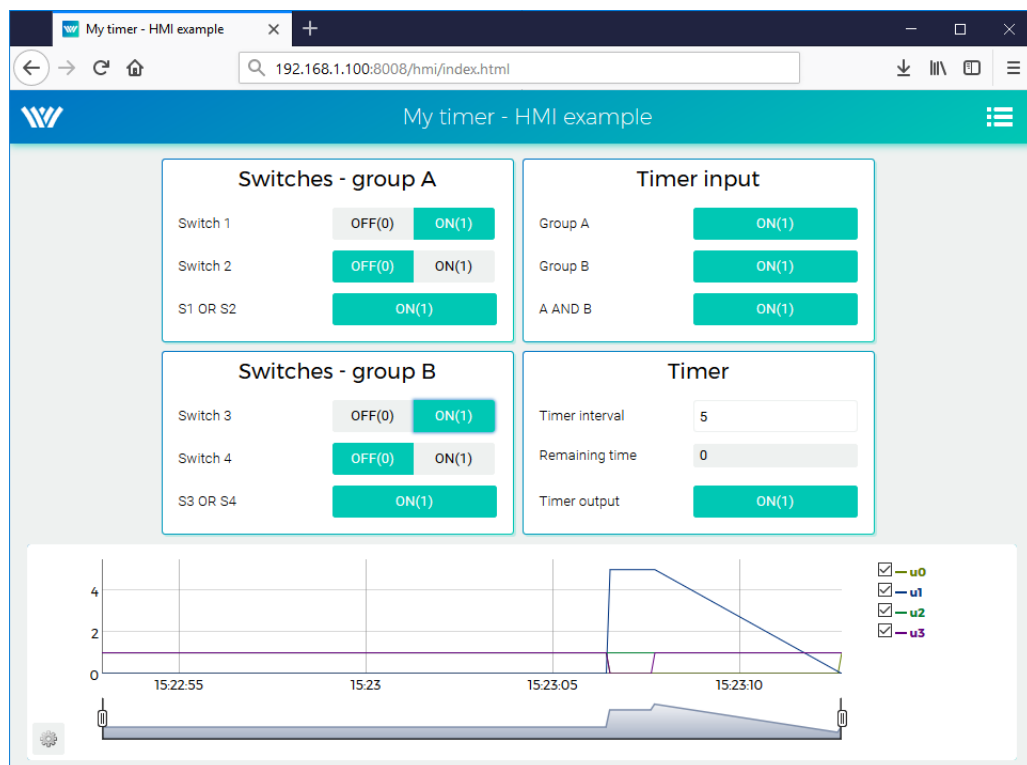 My timer - HMI example
192.168.1.100:8008/hmi/index.html
My timer - HMI example
Switches - group A
Switch 1 OFF(0) ON(1)
Switch 2 OFF(0) ON(1)
S1 OR S2 ON(1)
Timer input
Group A ON(1)
Group B ON(1)
A AND B ON(1)
Switches - group B
Switch 3 OFF(0) ON(1)
Switch 4 OFF(0) ON(1)
S3 OR S4 ON(1)
Timer
Timer interval 5
Remaining time 0
Timer output ON(1)
4
2
0
15:22:55 15:23 15:23:05 15:23:10
u0
u1
u2
u3